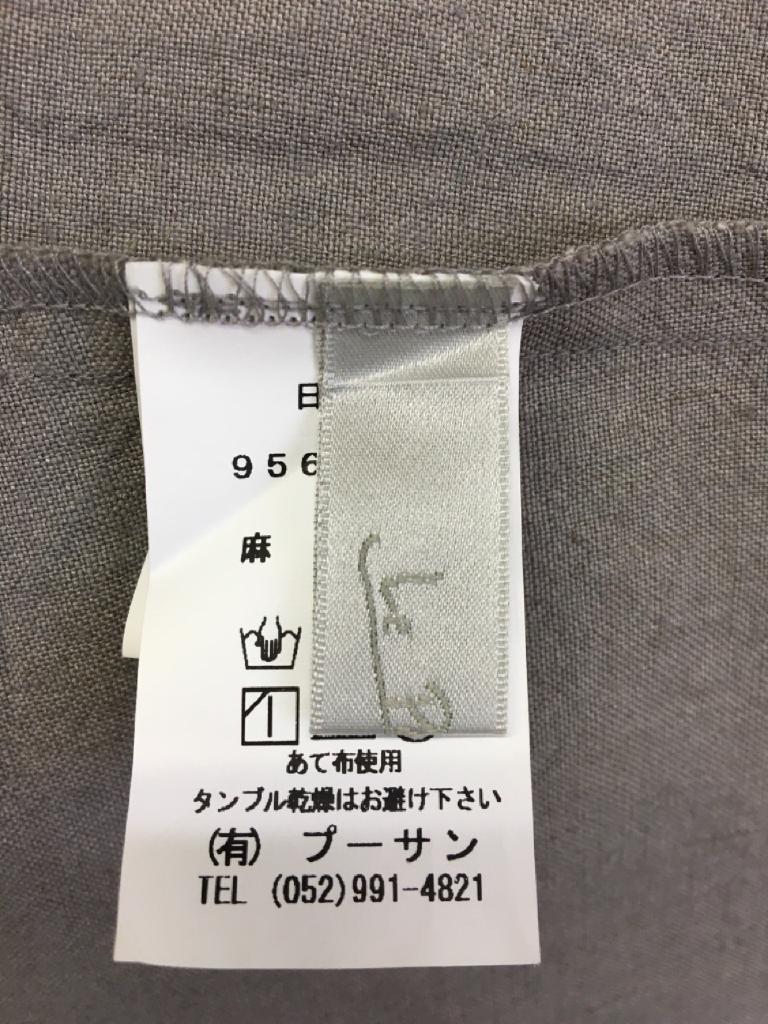 日
956
麻
Le
あて布使用
タンブル乾燥はお避け下さい
(有) プーサン
TEL (052)991-4821